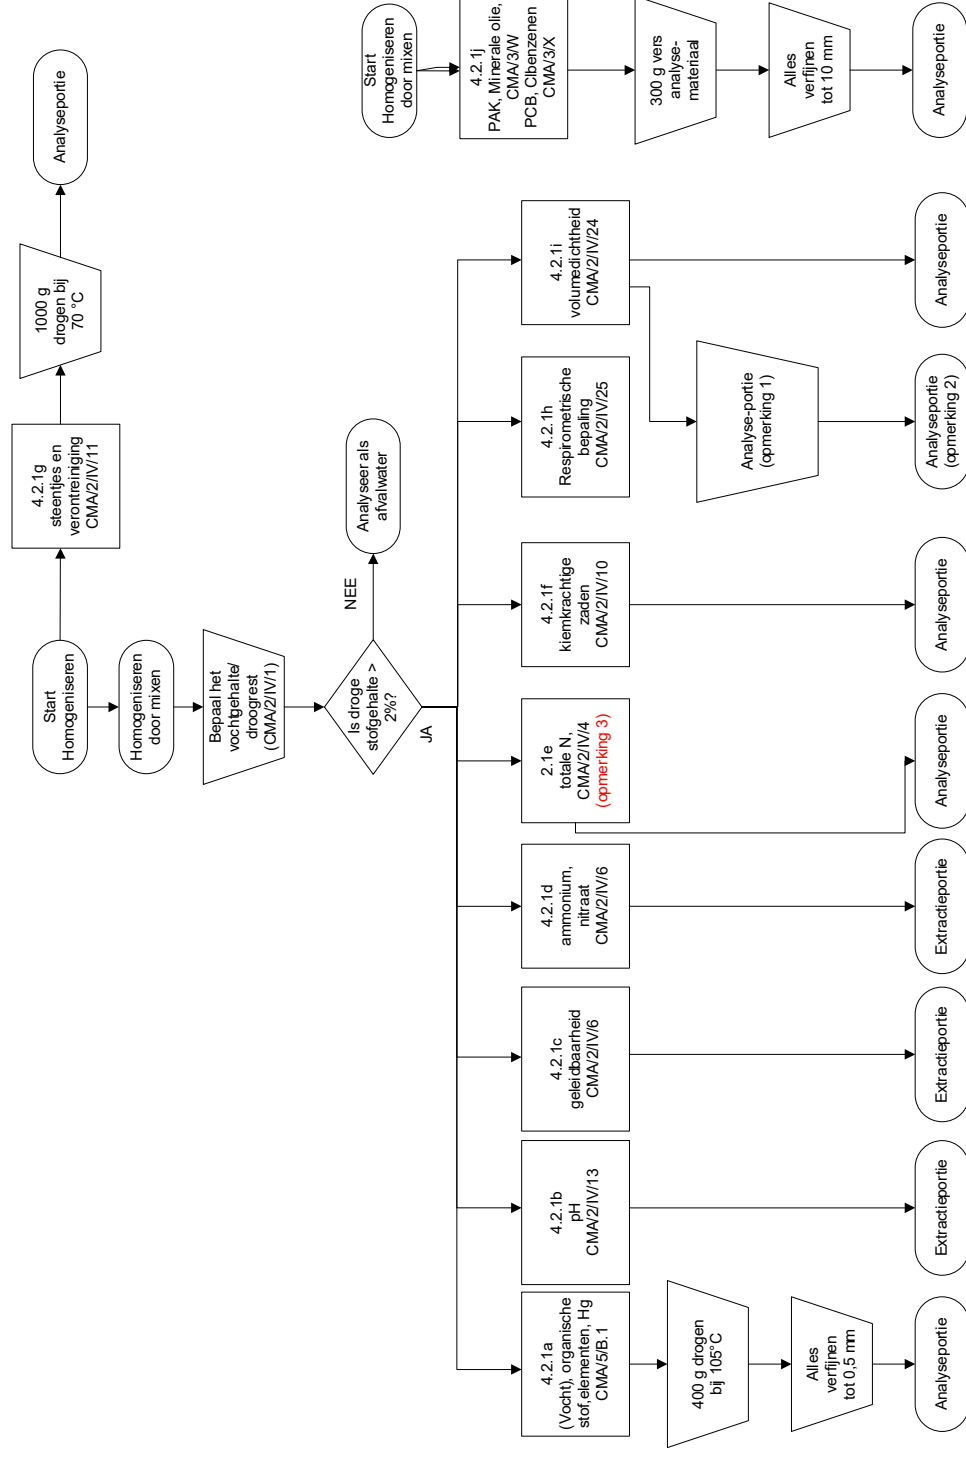 Start
Homogeniseren
4.2.1g
steentjes en
verontreiniging
CMA/2/IV/11
1000 g
drogen bij
70 °C
Analyseportie
Homogeniseren
door mixen
Bepaal het
vochtgehalte/
droogrest
(CMA/2/IV/1)
Is droge
stofgehalte >
2%?
NEE
Analyseer als
afvalwater
JA
4.2.1a
(Vocht), organische
stof,elementen, Hg
CMA/5/B.1
400 g drogen
bij 105°C
Alles
verfijnen
tot 0,5 mm
Analyseportie
4.2.1b
pH
CMA/2/IV/13
Extractieportie
4.2.1c
geleidbaarheid
CMA/2/IV/6
Extractieportie
4.2.1d
ammonium,
nitraat
CMA/2/IV/6
Extractieportie
2.1e
totale N,
CMA/2/IV/4
(opmerking 3)
Analyseportie
4.2.1f
kiemkrachtige
zaden
CMA/2/IV/10
Analyseportie
4.2.1h
Respirometrische
bepaling
CMA/2/IV/25
4.2.1i
volumedichtheid
CMA/2/IV/24
Analyse-portie
(opmerking 1)
Analyseportie
(opmerking 2)
Analyseportie
Start
Homogeniseren
door mixen
4.2.1j
PAK, Minerale olie,
CMA/3/W
PCB, Clbenzenen
CMA/3/X
300 g vers
analyse-
materiaal
Alles
verfijnen
tot 10 mm
Analyseportie